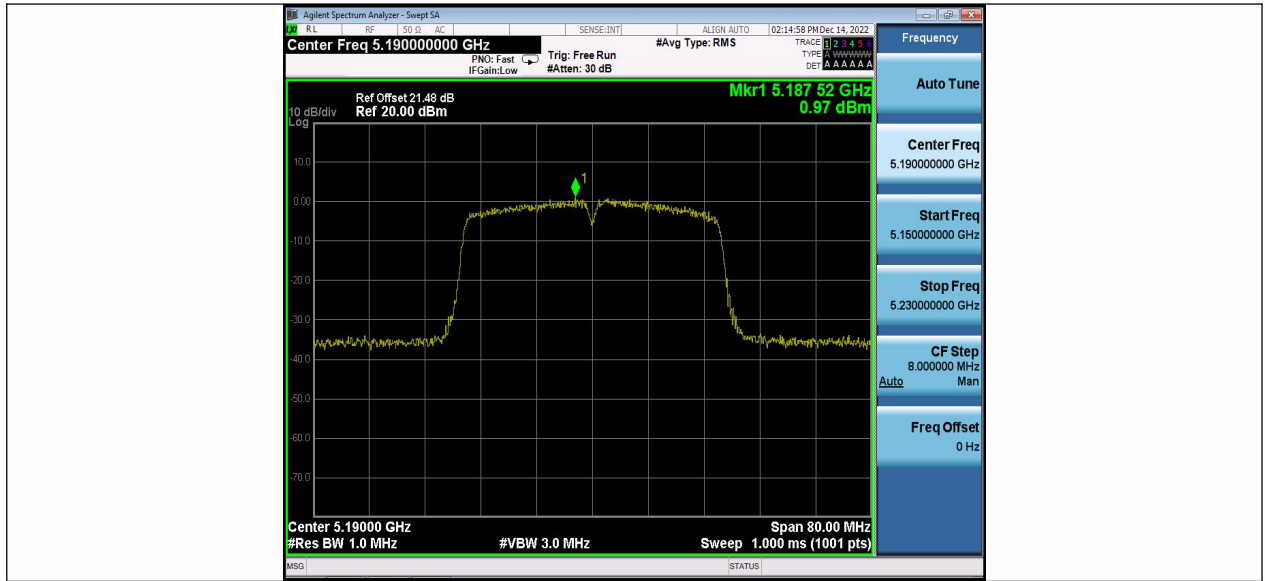 Agilent Spectrum Analyzer - Swept SA
RL RF 50 Ω AC SENSE:INT ALIGN AUTO 02:14:58 PM Dec 14, 2022
Center Freq 5.190000000 GHz
PNO: Fast
IFGain:Low
Trig: Free Run
#Atten: 30 dB
#Avg Type: RMS
TRACE 1 2 3 4 5 6
TYPE A WWWWW
DET A A A A A A
Ref Offset 21.48 dB
10 dB/div Ref 20.00 dBm
Log
Mkr1 5.187 52 GHz
0.97 dBm
1
10.0
0.00
-10.0
-20.0
-30.0
-40.0
-50.0
-60.0
-70.0
Center 5.19000 GHz Span 80.00 MHz
#Res BW 1.0 MHz #VBW 3.0 MHz Sweep 1.000 ms (1001 pts)
MSG STATUS
Frequency
Auto Tune
Center Freq
5.190000000 GHz
Start Freq
5.150000000 GHz
Stop Freq
5.230000000 GHz
CF Step
8.000000 MHz
Auto Man
Freq Offset
0 Hz